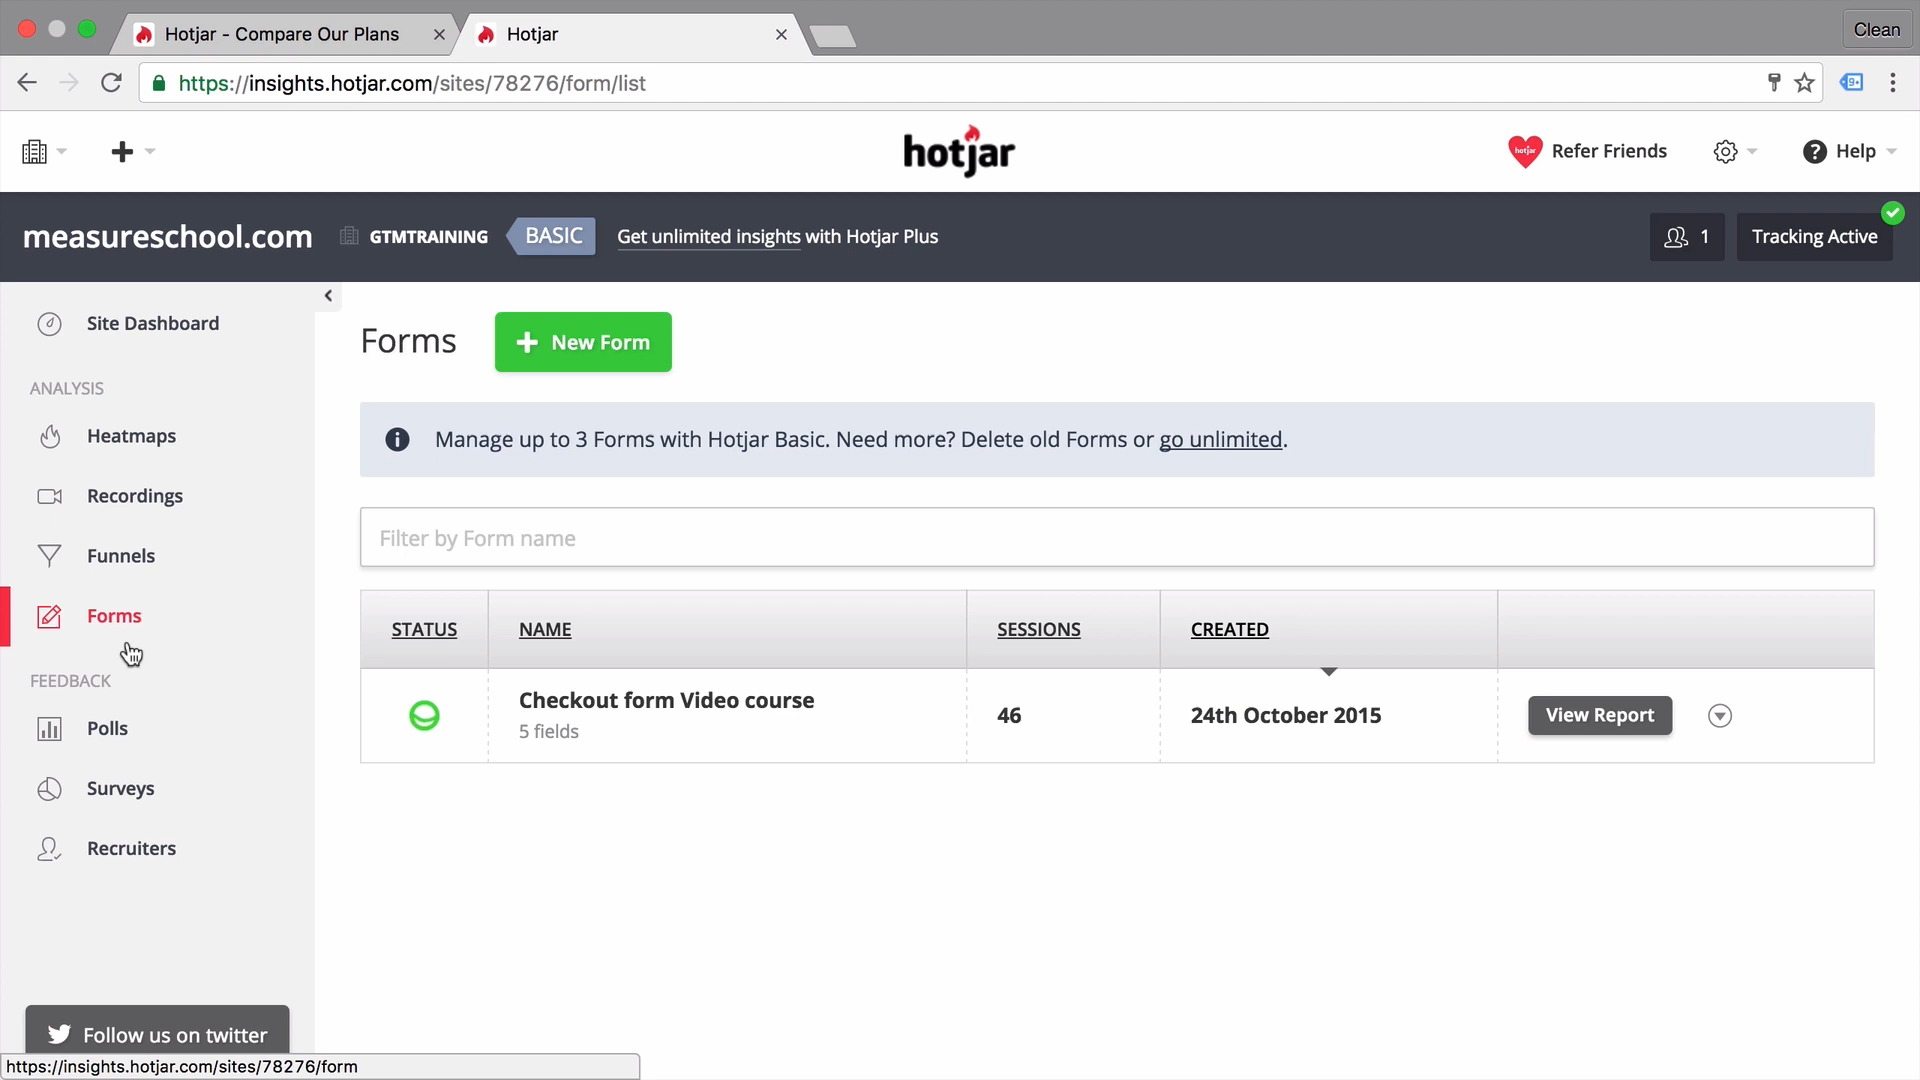 Hotjar - Compare Our Plans
Hotjar
Clean
https://insights.hotjar.com/sites/78276/form/list
9+
hotjar
hotjar
Refer Friends
Help
measureschool.com
GTMTRAINING
BASIC
Get unlimited insights with Hotjar Plus
1
Tracking Active
Site Dashboard
ANALYSIS
Heatmaps
Recordings
Funnels
Forms
FEEDBACK
Polls
Surveys
Recruiters
Follow us on twitter
Forms
New Form
Manage up to 3 Forms with Hotjar Basic. Need more? Delete old Forms or go unlimited.
Filter by Form name
STATUS NAME SESSIONS CREATED
Checkout form Video course
5 fields
46
24th October 2015
View Report
https://insights.hotjar.com/sites/78276/form